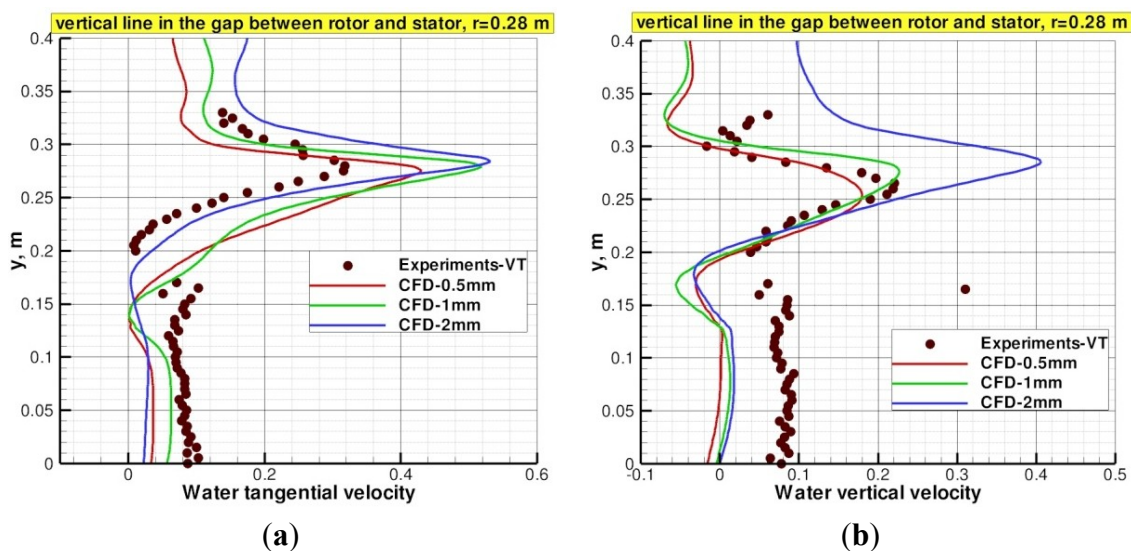 vertical line in the gap between rotor and stator, r=0.28 m
0.4
0.35
0.3
0.25
0.2
0.15
0.1
0.05
0
y, m
Experiments-VT
CFD-0.5mm
CFD-1mm
CFD-2mm
0 0.2 0.4 0.6
Water tangential velocity
(a)
vertical line in the gap between rotor and stator, r=0.28 m
0.4
0.35
0.3
0.25
0.2
0.15
0.1
0.05
0
y, m
Experiments-VT
CFD-0.5mm
CFD-1mm
CFD-2mm
-0.1 0 0.1 0.2 0.3 0.4 0.5
Water vertical velocity
(b)